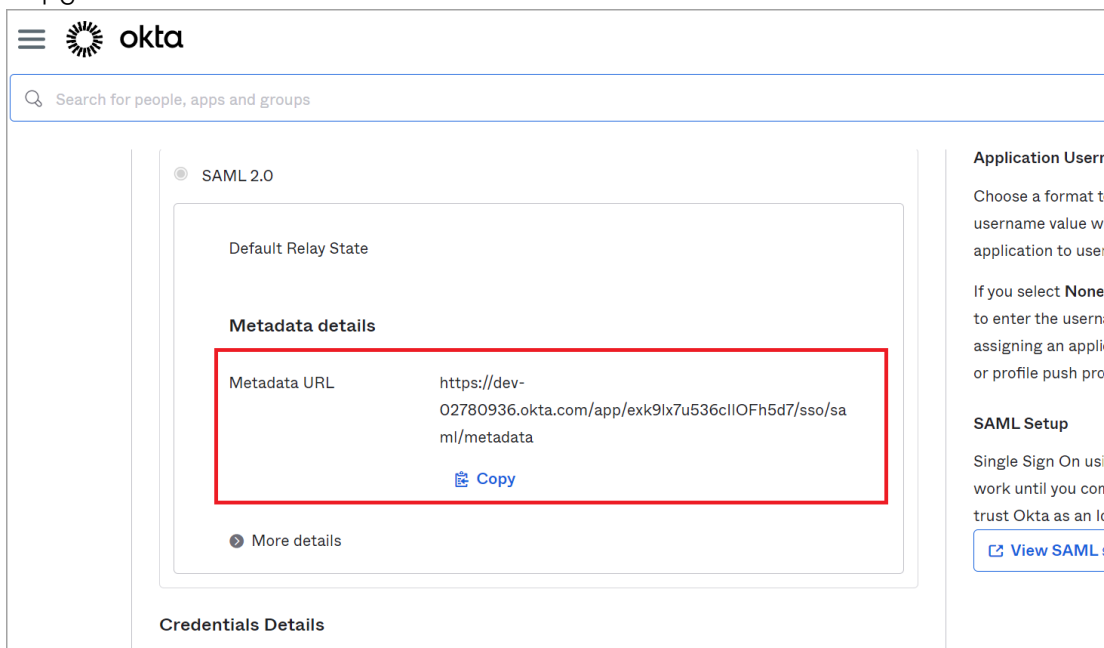 okta
Search for people, apps and groups
SAML 2.0
Default Relay State
Metadata details
Metadata URL
https://dev-
02780936.okta.com/app/exk9lx7u536cllOFh5d7/sso/sa
ml/metadata
Copy
More details
Credentials Details
Application Usern
Choose a format t
username value w
application to user
If you select None
to enter the userna
assigning an appli
or profile push pro
SAML Setup
Single Sign On usi
work until you con
trust Okta as an Id
View SAML s